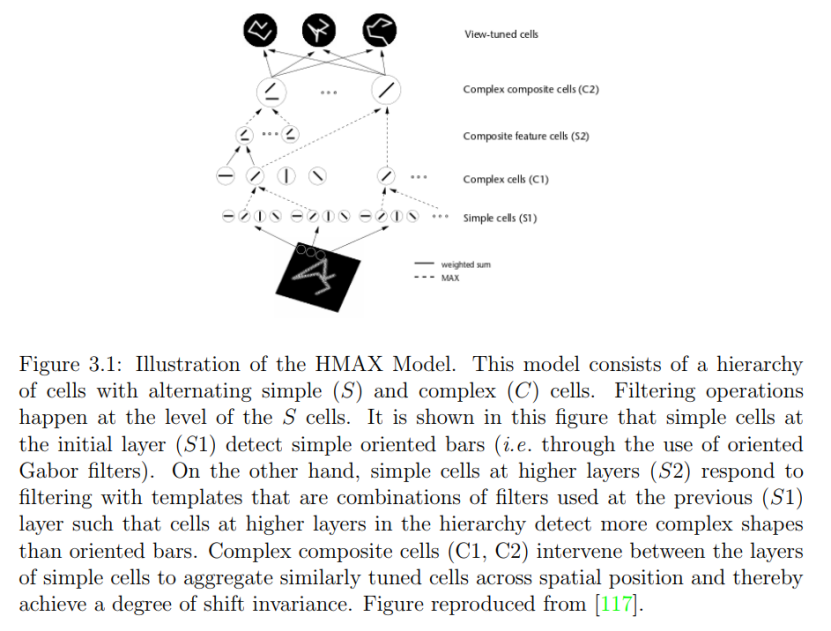 View-tuned cells
Complex composite cells (C2)
Composite feature cells (S2)
Complex cells (C1)
Simple cells (S1)
weighted sum
MAX
Figure 3.1: Illustration of the HMAX Model. This model consists of a hierarchy
of cells with alternating simple (S) and complex (C) cells. Filtering operations
happen at the level of the S cells. It is shown in this figure that simple cells at
the initial layer (S1) detect simple oriented bars (i.e. through the use of oriented
Gabor filters). On the other hand, simple cells at higher layers (S2) respond to
filtering with templates that are combinations of filters used at the previous (S1)
layer such that cells at higher layers in the hierarchy detect more complex shapes
than oriented bars. Complex composite cells (C1, C2) intervene between the layers
of simple cells to aggregate similarly tuned cells across spatial position and thereby
achieve a degree of shift invariance. Figure reproduced from [117].